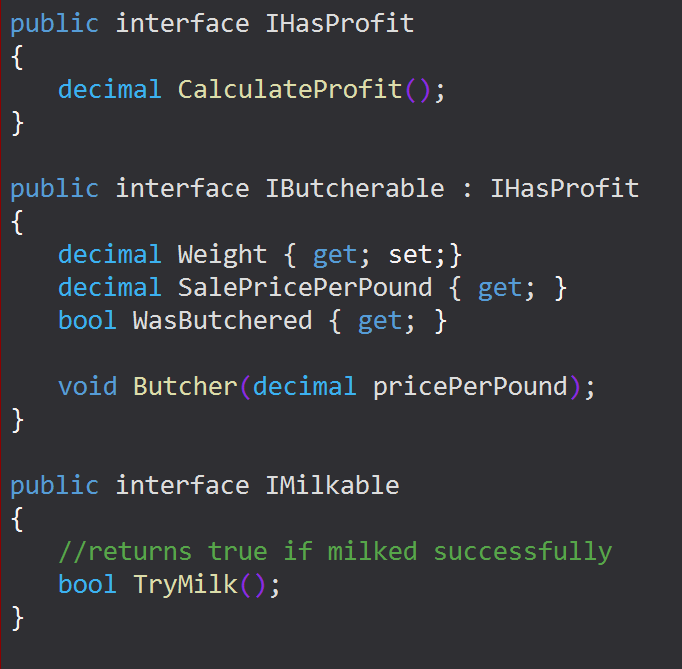 public interface IHasProfit
{
decimal CalculateProfit();
}
public interface IButcherable : IHasProfit
{
decimal Weight { get; set;}
decimal SalePricePerPound { get; }
bool WasButchered { get; }
void Butcher(decimal pricePerPound);
}
public interface IMilkable
{
//returns true if milked successfully
bool TryMilk();
}